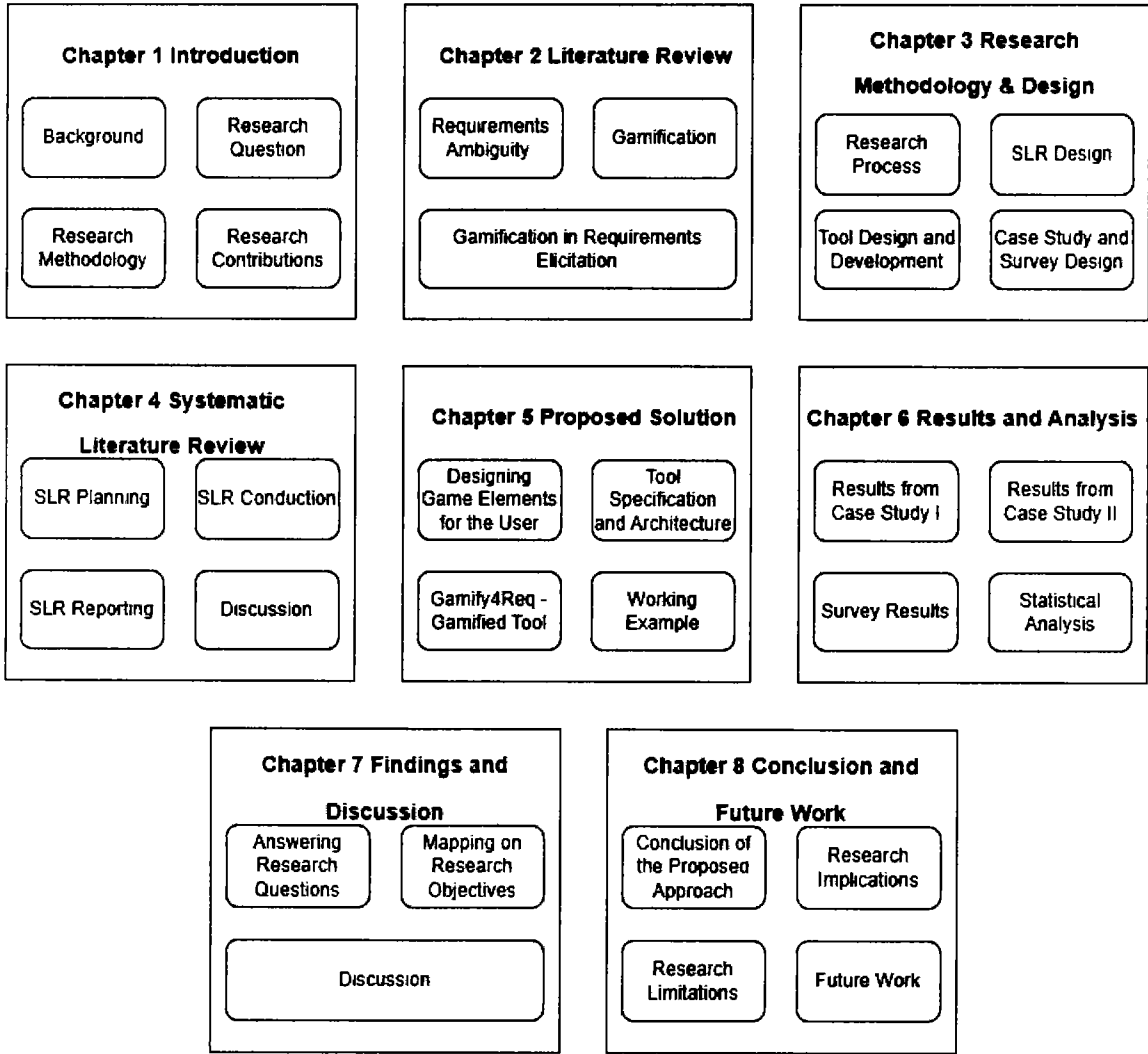 Chapter 1 Introduction
Background
Research
Question
Research
Methodology
Research
Contributions
Chapter 2 Literature Review
Requirements
Ambiguity
Gamification
Gamification in Requirements
Elicitation
Chapter 3 Research
Methodology & Design
Research
Process
SLR Design
Tool Design and
Development
Case Study and
Survey Design
Chapter 4 Systematic
Literature Review
SLR Planning
SLR Conduction
SLR Reporting
Discussion
Chapter 5 Proposed Solution
Designing
Game Elements
for the User
Tool
Specification
and Architecture
Gamify4Req -
Gamified Tool
Working
Example
Chapter 6 Results and Analysis
Results from
Case Study I
Results from
Case Study II
Survey Results
Statistical
Analysis
Chapter 7 Findings and
Discussion
Answering
Research
Questions
Mapping on
Research
Objectives
Discussion
Chapter 8 Conclusion and
Future Work
Conclusion of
the Proposed
Approach
Research
Implications
Research
Limitations
Future Work